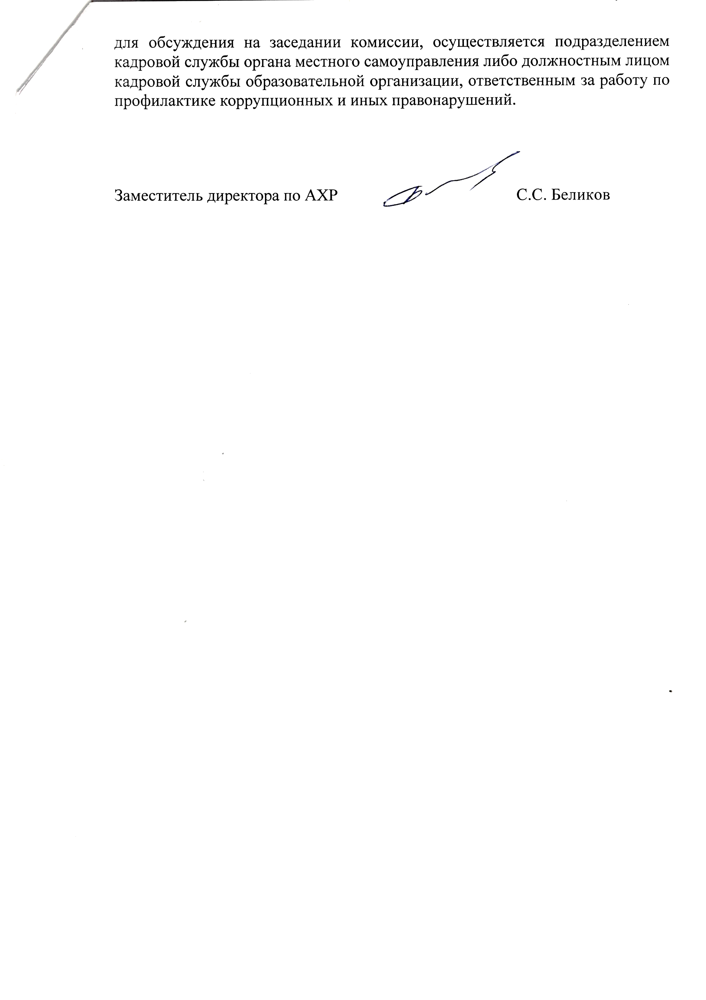 для обсуждения на заседании комиссии, осуществляется подразделением
кадровой службы органа местного самоуправления либо должностным лицом
кадровой службы образовательной организации, ответственным за работу по
профилактике коррупционных и иных правонарушений.
Заместитель директора по АХР С.С. Беликов